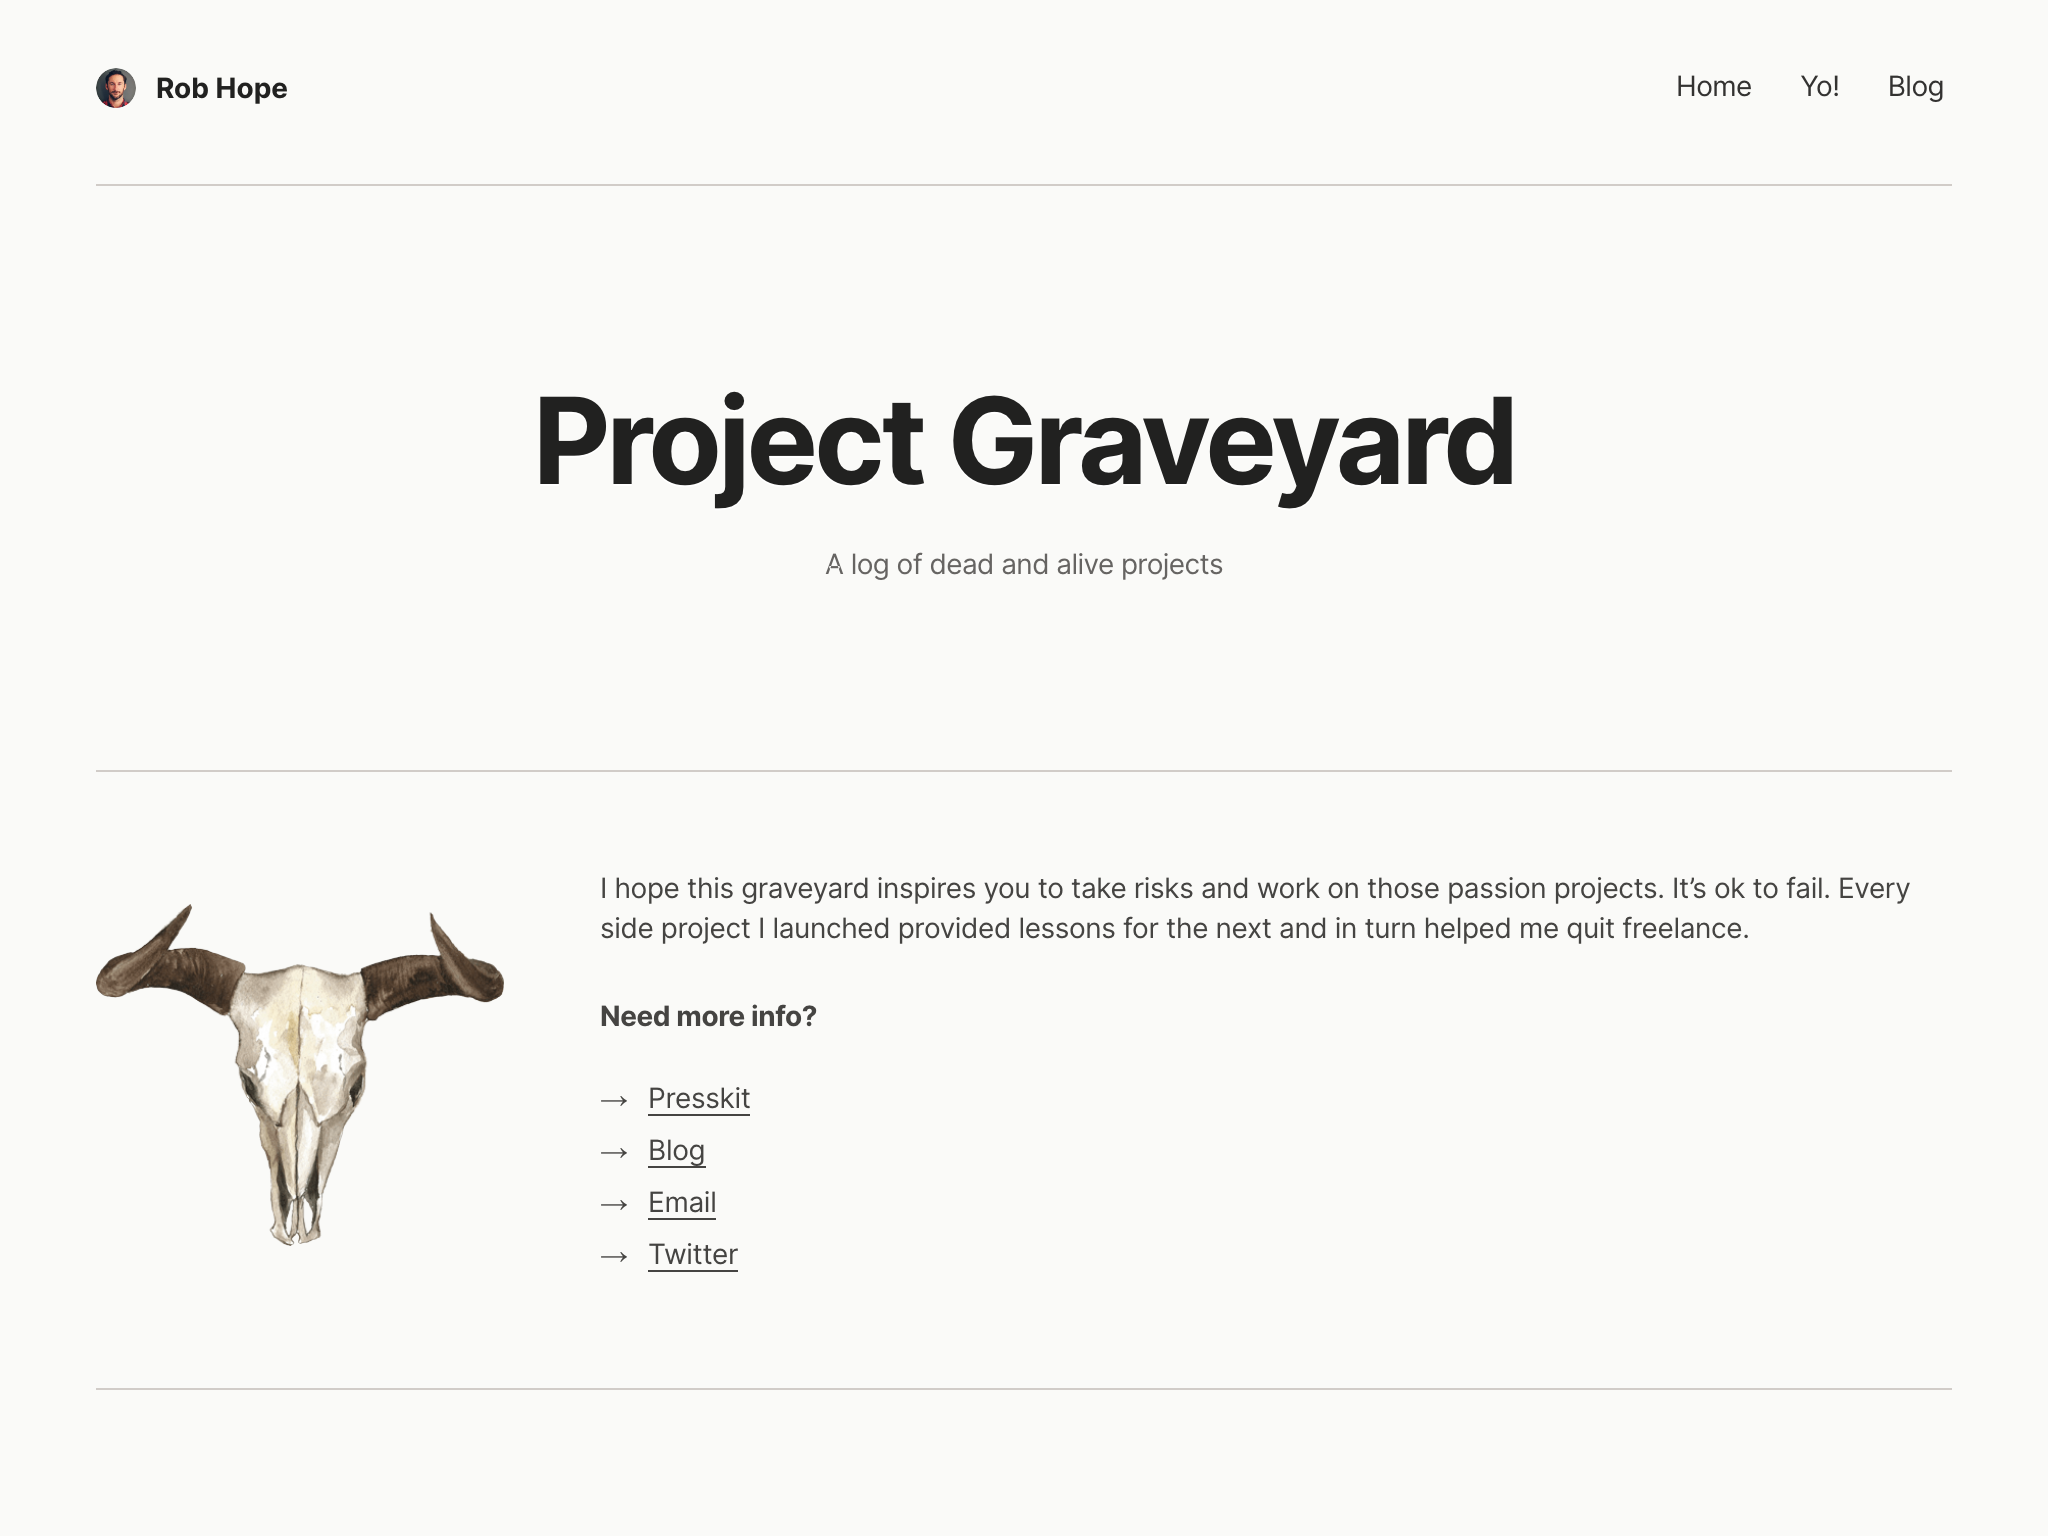 Rob Hope
Home Yo! Blog
Project Graveyard
A log of dead and alive projects
I hope this graveyard inspires you to take risks and work on those passion projects. It’s ok to fail. Every
side project I launched provided lessons for the next and in turn helped me quit freelance.
Need more info?
→ Presskit
→ Blog
→ Email
→ Twitter